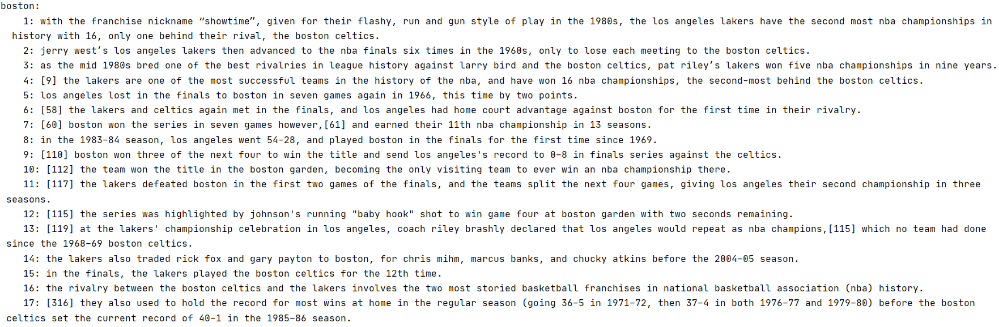 boston:
1: with the franchise nickname “showtime”, given for their flashy, run and gun style of play in the 1980s, the los angeles lakers have the second most nba championships in
history with 16, only one behind their rival, the boston celtics.
2: jerry west’s los angeles lakers then advanced to the nba finals six times in the 1960s, only to lose each meeting to the boston celtics.
3: as the mid 1980s bred one of the best rivalries in league history against larry bird and the boston celtics, pat riley’s lakers won five nba championships in nine years.
4: [9] the lakers are one of the most successful teams in the history of the nba, and have won 16 nba championships, the second-most behind the boston celtics.
5: los angeles lost in the finals to boston in seven games again in 1966, this time by two points.
6: [58] the lakers and celtics again met in the finals, and los angeles had home court advantage against boston for the first time in their rivalry.
7: [60] boston won the series in seven games however,[61] and earned their 11th nba championship in 13 seasons.
8: in the 1983–84 season, los angeles went 54–28, and played boston in the finals for the first time since 1969.
9: [110] boston won three of the next four to win the title and send los angeles's record to 0–8 in finals series against the celtics.
10: [112] the team won the title in the boston garden, becoming the only visiting team to ever win an nba championship there.
11: [117] the lakers defeated boston in the first two games of the finals, and the teams split the next four games, giving los angeles their second championship in three
seasons.
12: [115] the series was highlighted by johnson's running "baby hook" shot to win game four at boston garden with two seconds remaining.
13: [119] at the lakers' championship celebration in los angeles, coach riley brashly declared that los angeles would repeat as nba champions,[115] which no team had done
since the 1968–69 boston celtics.
14: the lakers also traded rick fox and gary payton to boston, for chris mihm, marcus banks, and chucky atkins before the 2004–05 season.
15: in the finals, the lakers played the boston celtics for the 12th time.
16: the rivalry between the boston celtics and the lakers involves the two most storied basketball franchises in national basketball association (nba) history.
17: [316] they also used to hold the record for most wins at home in the regular season (going 36–5 in 1971–72, then 37–4 in both 1976–77 and 1979–80) before the boston
celtics set the current record of 40–1 in the 1985–86 season.